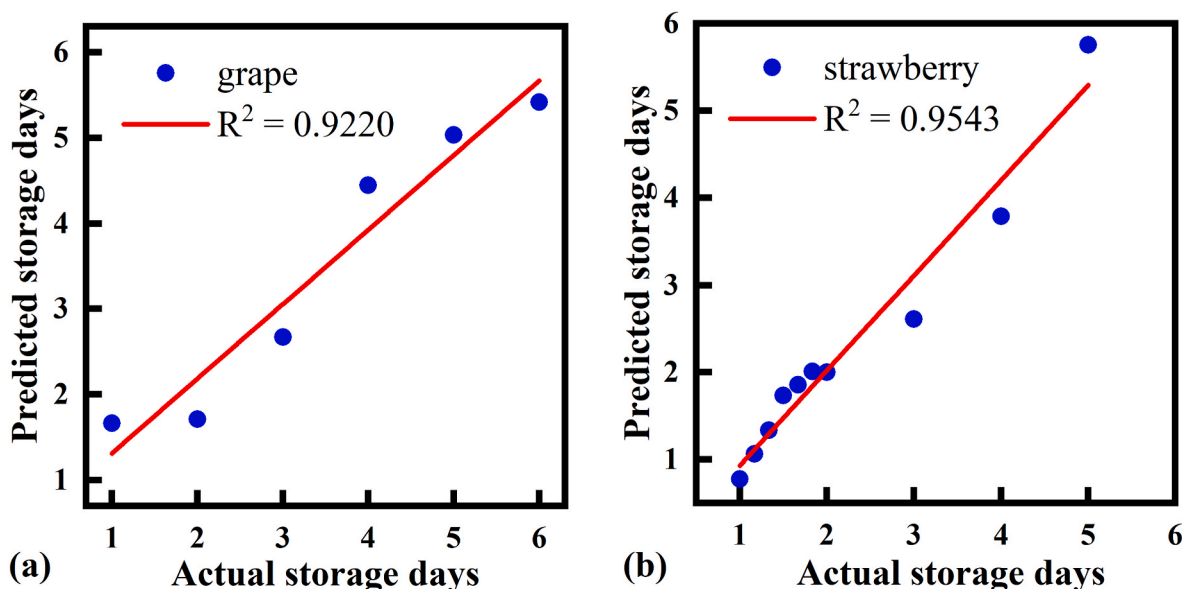 grape
R² = 0.9220
Predicted storage days
6
5
4
3
2
1
1 2 3 4 5 6
Actual storage days
(a)
strawberry
R² = 0.9543
Predicted storage days
6
5
4
3
2
1
1 2 3 4 5 6
Actual storage days
(b)